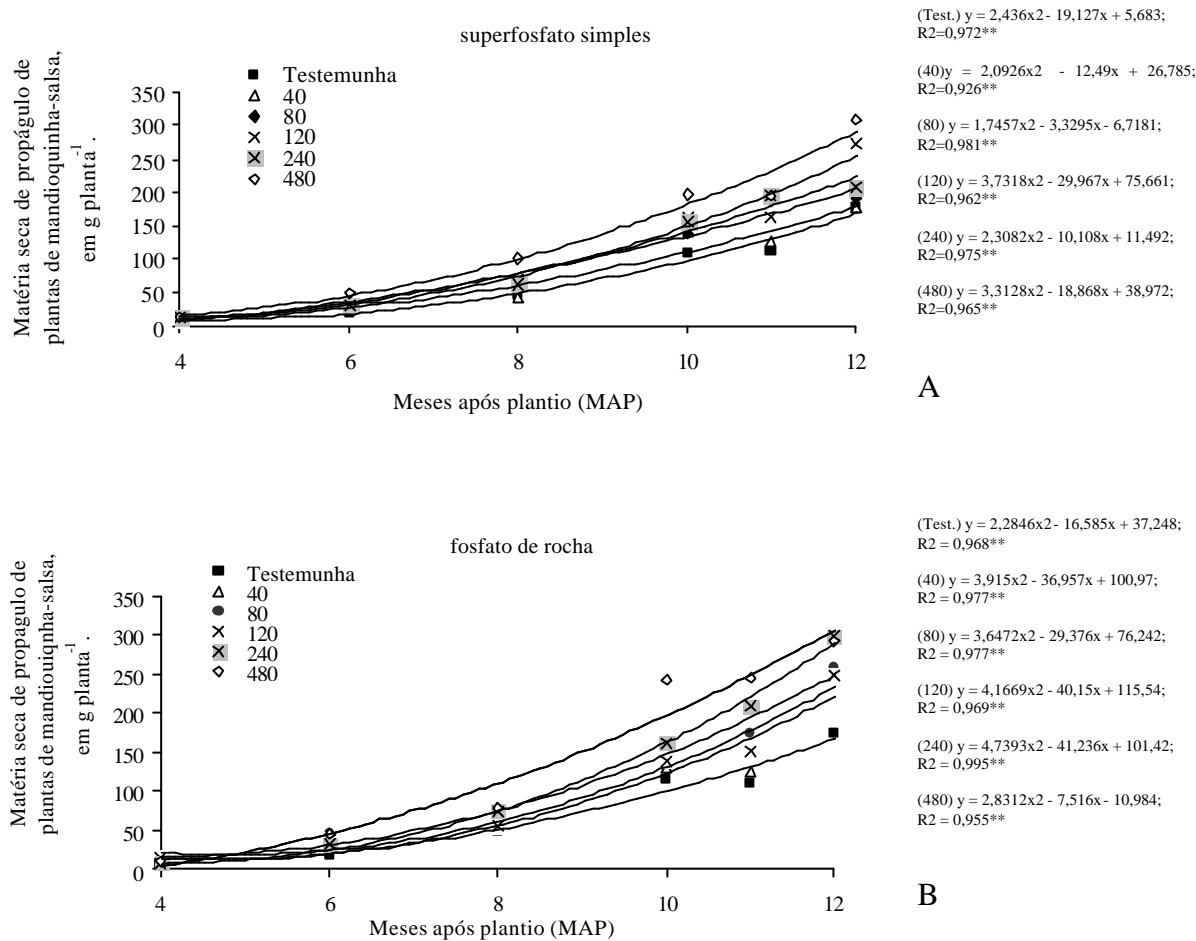 superfosfato simples
Testemunha
40
80
120
240
480
Matéria seca de propágulo de
plantas de mandioquinha-salsa,
em g planta-1.
350
300
250
200
150
100
50
0
4 6 8 10 12
Meses após plantio (MAP)
(Test.) y = 2,436x2 - 19,127x + 5,683;
R2=0,972**
(40)y = 2,0926x2 - 12,49x + 26,785;
R2=0,926**
(80) y = 1,7457x2 - 3,3295x - 6,7181;
R2=0,981**
(120) y = 3,7318x2 - 29,967x + 75,661;
R2=0,962**
(240) y = 2,3082x2 - 10,108x + 11,492;
R2=0,975**
(480) y = 3,3128x2 - 18,868x + 38,972;
R2=0,965**
A
fosfato de rocha
Testemunha
40
80
120
240
480
Matéria seca de propagulo de
plantas de mandiouiqnha-salsa,
em g planta-1.
350
300
250
200
150
100
50
0
4 6 8 10 12
Meses após plantio (MAP)
(Test.) y = 2,2846x2 - 16,585x + 37,248;
R2 = 0,968**
(40) y = 3,915x2 - 36,957x + 100,97;
R2 = 0,977**
(80) y = 3,6472x2 - 29,376x + 76,242;
R2 = 0,977**
(120) y = 4,1669x2 - 40,15x + 115,54;
R2 = 0,969**
(240) y = 4,7393x2 - 41,236x + 101,42;
R2 = 0,995**
(480) y = 2,8312x2 - 7,516x - 10,984;
R2 = 0,955**
B